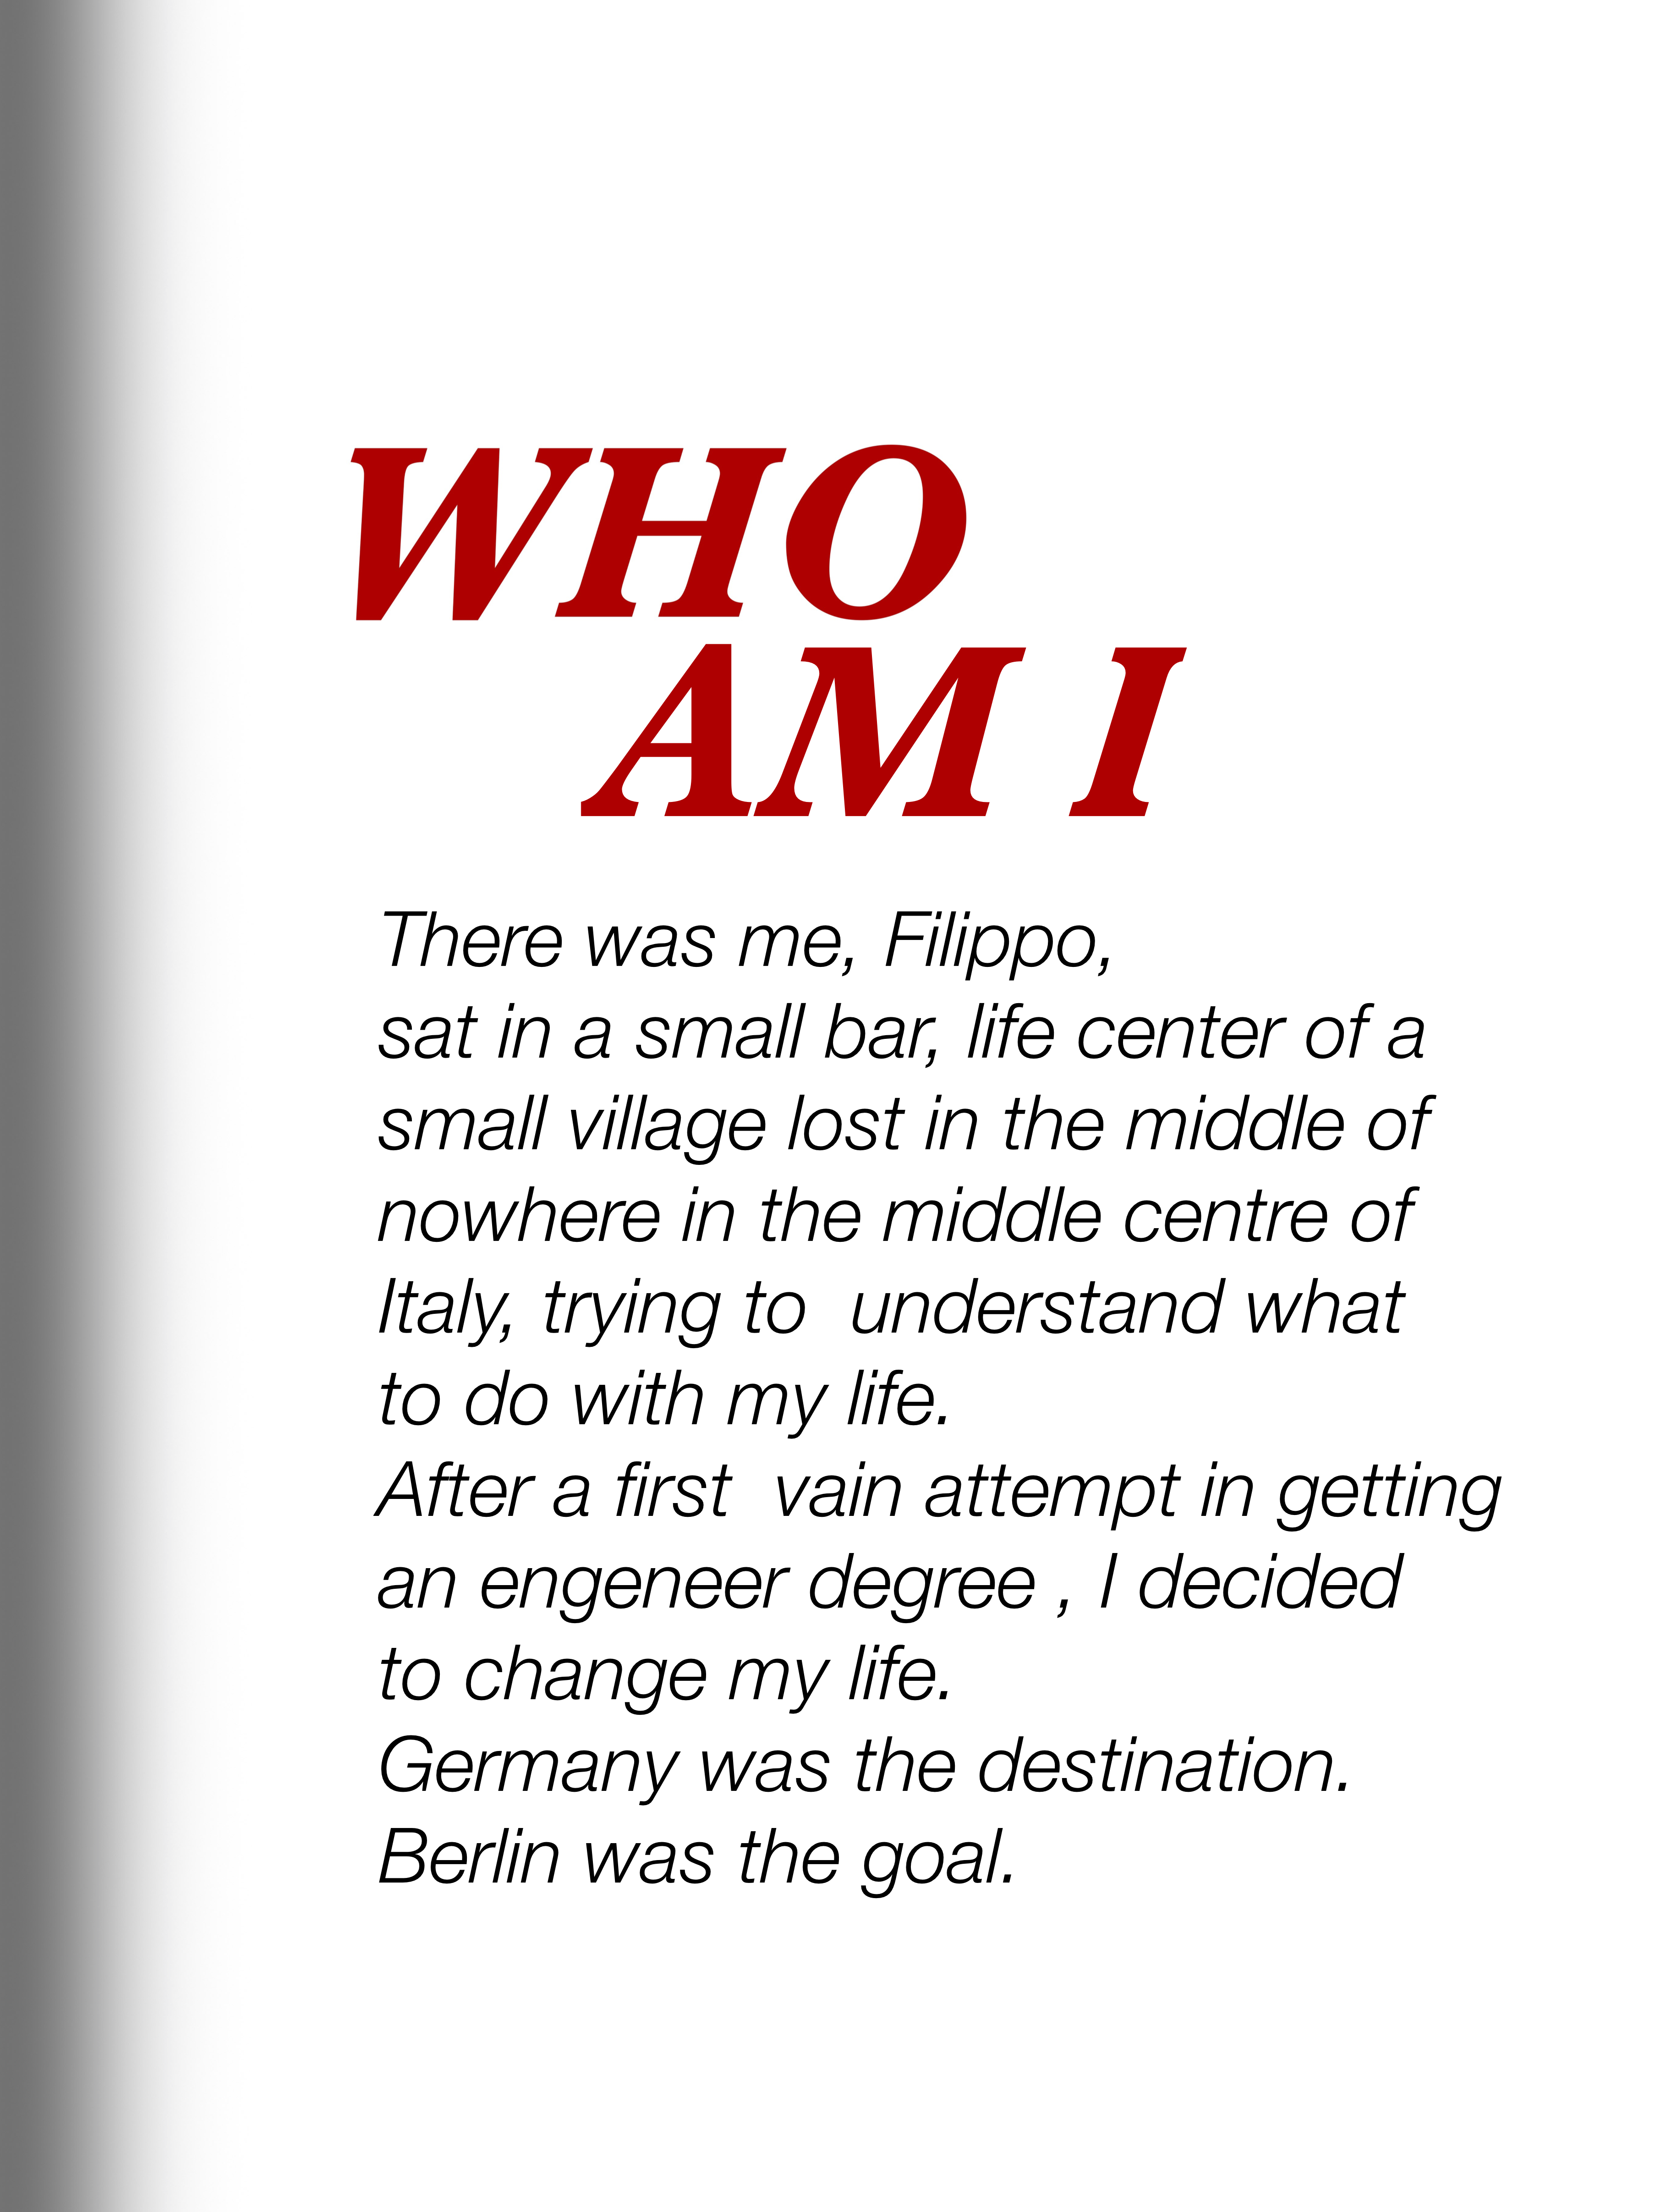 WHO
AM I
There was me, Filippo,
sat in a small bar, life center of a
small village lost in the middle of
nowhere in the middle centre of
Italy, trying to  understand what
to do with my life.
After a first  vain attempt in getting
an engeneer degree , I decided
to change my life.
Germany was the destination.
Berlin was the goal.